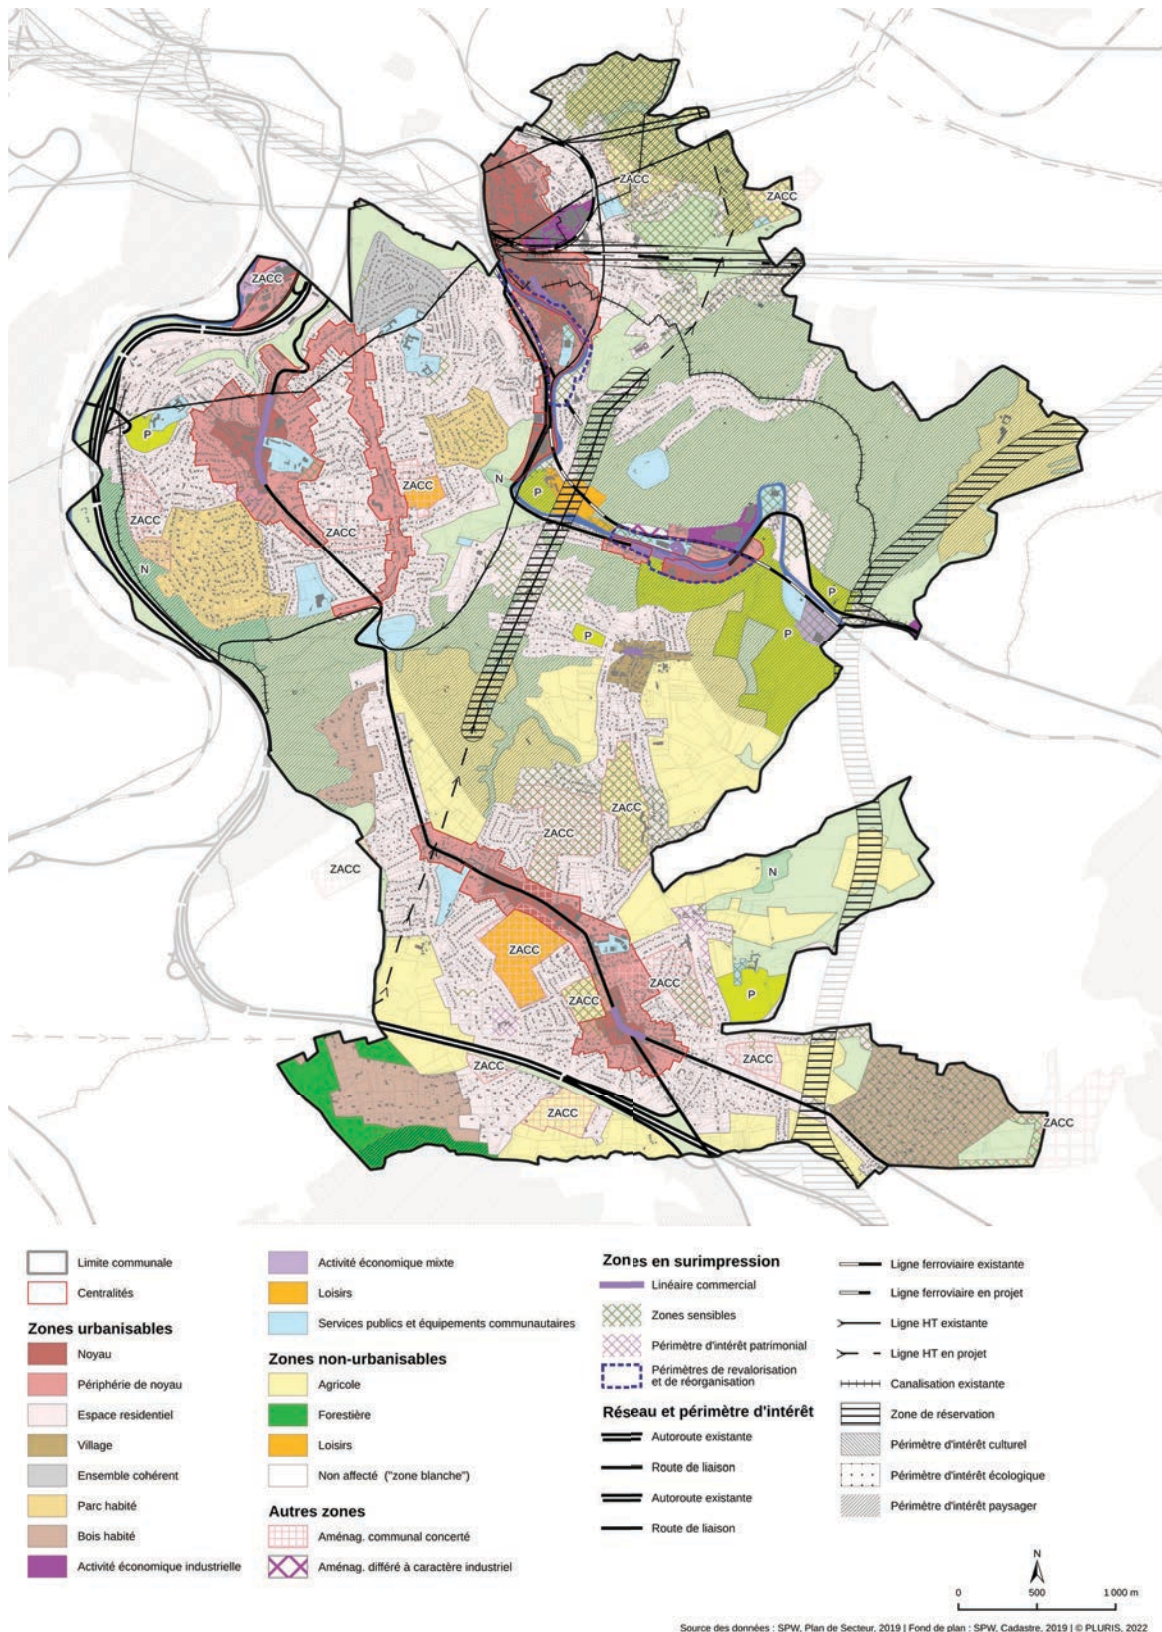 ZACC
ZACC
ZACC
P
ZACC
N
P
ZACC
ZACC
N
P
P
P
ZACC
ZACC
ZACC
N
ZACC
ZACC
ZACC
P
ZACC
ZACC
ZACC
ZACC
Limite communale
Centralités
Zones urbanisables
Noyau
Périphérie de noyau
Espace residentiel
Village
Ensemble cohérent
Parc habité
Bois habité
Activité économique industrielle
Activité économique mixte
Loisirs
Services publics et équipements communautaires
Zones non-urbanisables
Agricole
Forestière
Loisirs
Non affecté ("zone blanche")
Autres zones
Aménag. communal concerté
Aménag. différé à caractère industriel
Zones en surimpression
Linéaire commercial
Zones sensibles
Périmètre d'intérêt patrimonial
Périmètres de revalorisation
et de réorganisation
Réseau et périmètre d'intérêt
Autoroute existante
Route de liaison
Autoroute existante
Route de liaison
Ligne ferroviaire existante
Ligne ferroviaire en projet
Ligne HT existante
Ligne HT en projet
Canalisation existante
Zone de réservation
Périmètre d'intérêt culturel
Périmètre d'intérêt écologique
Périmètre d'intérêt paysager
N
0 500 1 000 m
Source des données : SPW, Plan de Secteur, 2019 | Fond de plan : SPW, Cadastre, 2019 | © PLURIS, 2022